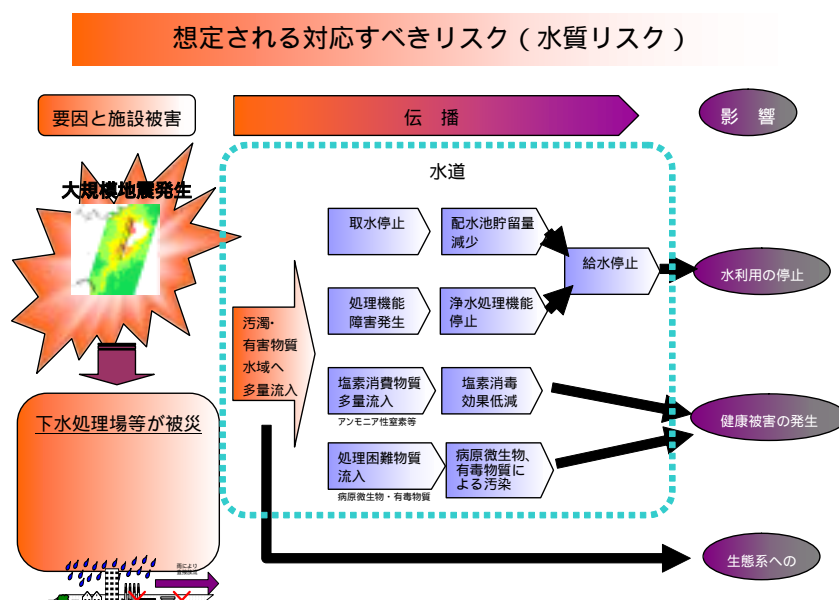 想定される対応すべきリスク（水質リスク）
要因と施設被害
伝　播
影　響
大規模地震発生
水道
取水停止
配水池貯留量
減少
給水停止
水利用の停止
処理機能
障害発生
浄水処理機能
停止
汚濁・
有害物質
水域へ
多量流入
塩素消費物質
多量流入
アンモニア性窒素等
塩素消毒
効果低減
健康被害の発生
下水処理場等が被災
処理困難物質
流入
病原微生物・有毒物質
病原微生物、
有毒物質に
よる汚染
生態系への
雨により